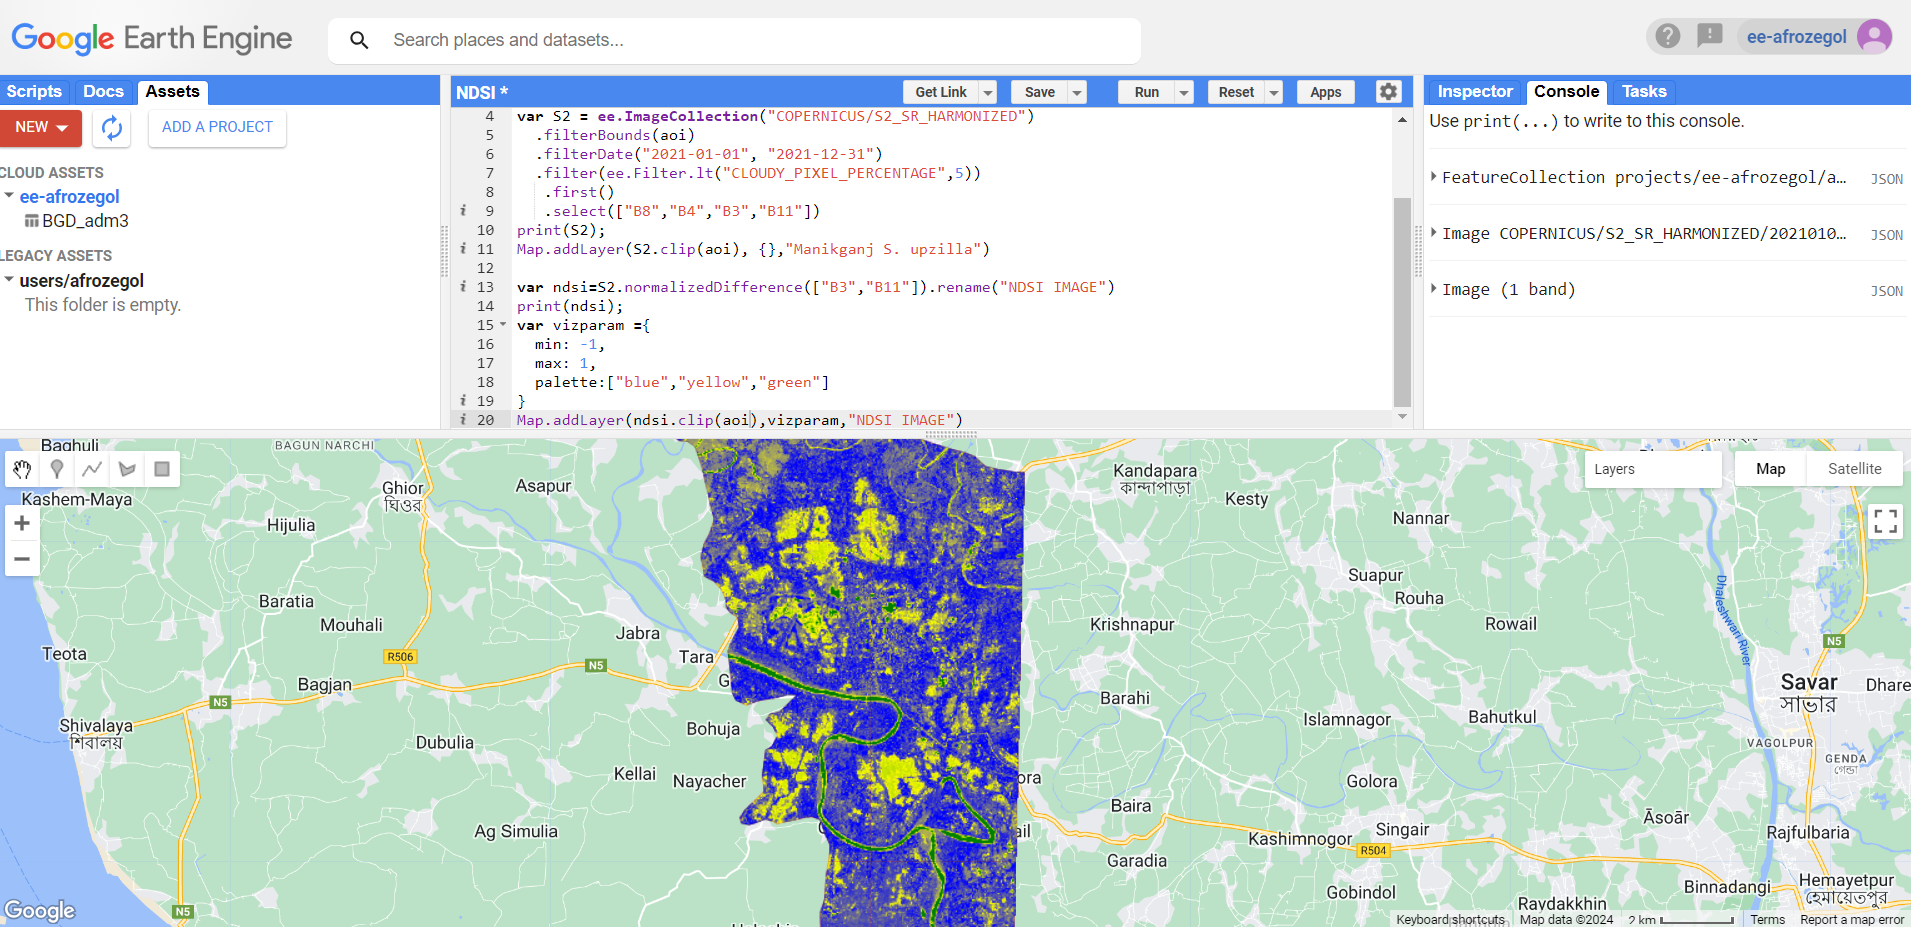 Google Earth Engine
Search places and datasets...
ee-afrozegol
Scripts
Docs
Assets
NEW
ADD A PROJECT
CLOUD ASSETS
ee-afrozegol
BGD_adm3
LEGACY ASSETS
users/afrozegol
This folder is empty.
NDSI *
Get Link
Save
Run
Reset
Apps
4 var S2 = ee.ImageCollection("COPERNICUS/S2_SR_HARMONIZED")
5 .filterBounds(aoi)
6 .filterDate("2021-01-01", "2021-12-31")
7 .filter(ee.Filter.lt("CLOUDY_PIXEL_PERCENTAGE",5))
8 .first()
i 9 .select(["B8","B4","B3","B11"])
10 print(S2);
i 11 Map.addLayer(S2.clip(aoi), {},"Manikganj S. upzilla")
12
i 13 var ndsi=S2.normalizedDifference(["B3","B11"]).rename("NDSI IMAGE")
14 print(ndsi);
15 var vizparam ={
16 min: -1,
17 max: 1,
18 palette:["blue","yellow","green"]
i 19 }
i 20 Map.addLayer(ndsi.clip(aoi),vizparam,"NDSI IMAGE")
Inspector
Console
Tasks
Use print(...) to write to this console.
FeatureCollection projects/ee-afrozegol/a... JSON
Image COPERNICUS/S2_SR_HARMONIZED/2021010... JSON
Image (1 band) JSON
Baghuli
BAGUN NARCHI
Kashem-Maya
Ghior
ঘিওর
Asapur
Hijulia
Baratia
Mouhali
Jabra
Teota
R506
N5
Tara
Bagjan
N5
Shivalaya
শিবালয়
Dubulia
Bohuja
Kellai
Nayacher
Ag Simulia
N5
Google
Kandapara
কান্দাপাড়া
Kesty
Nannar
Layers
Map
Satellite
Suapur
Rouha
Krishnapur
Rowail
Dhaleshwari River
N5
Barahi
Savar
সাভার
Dhare
Islamnagor
Bahutkul
VAGOLPUR
GENDA
গেন্ডা
Golora
Baira
Āsoār
Kashimnogor
Singair
R504
Rajfulbaria
Garadia
Gobindol
Binnadangi
Hemayetpur
হেমায়েতপুর
Raydakkhin
Keyboard shortcuts
Map data ©2024
2 km
Terms
Report a map error